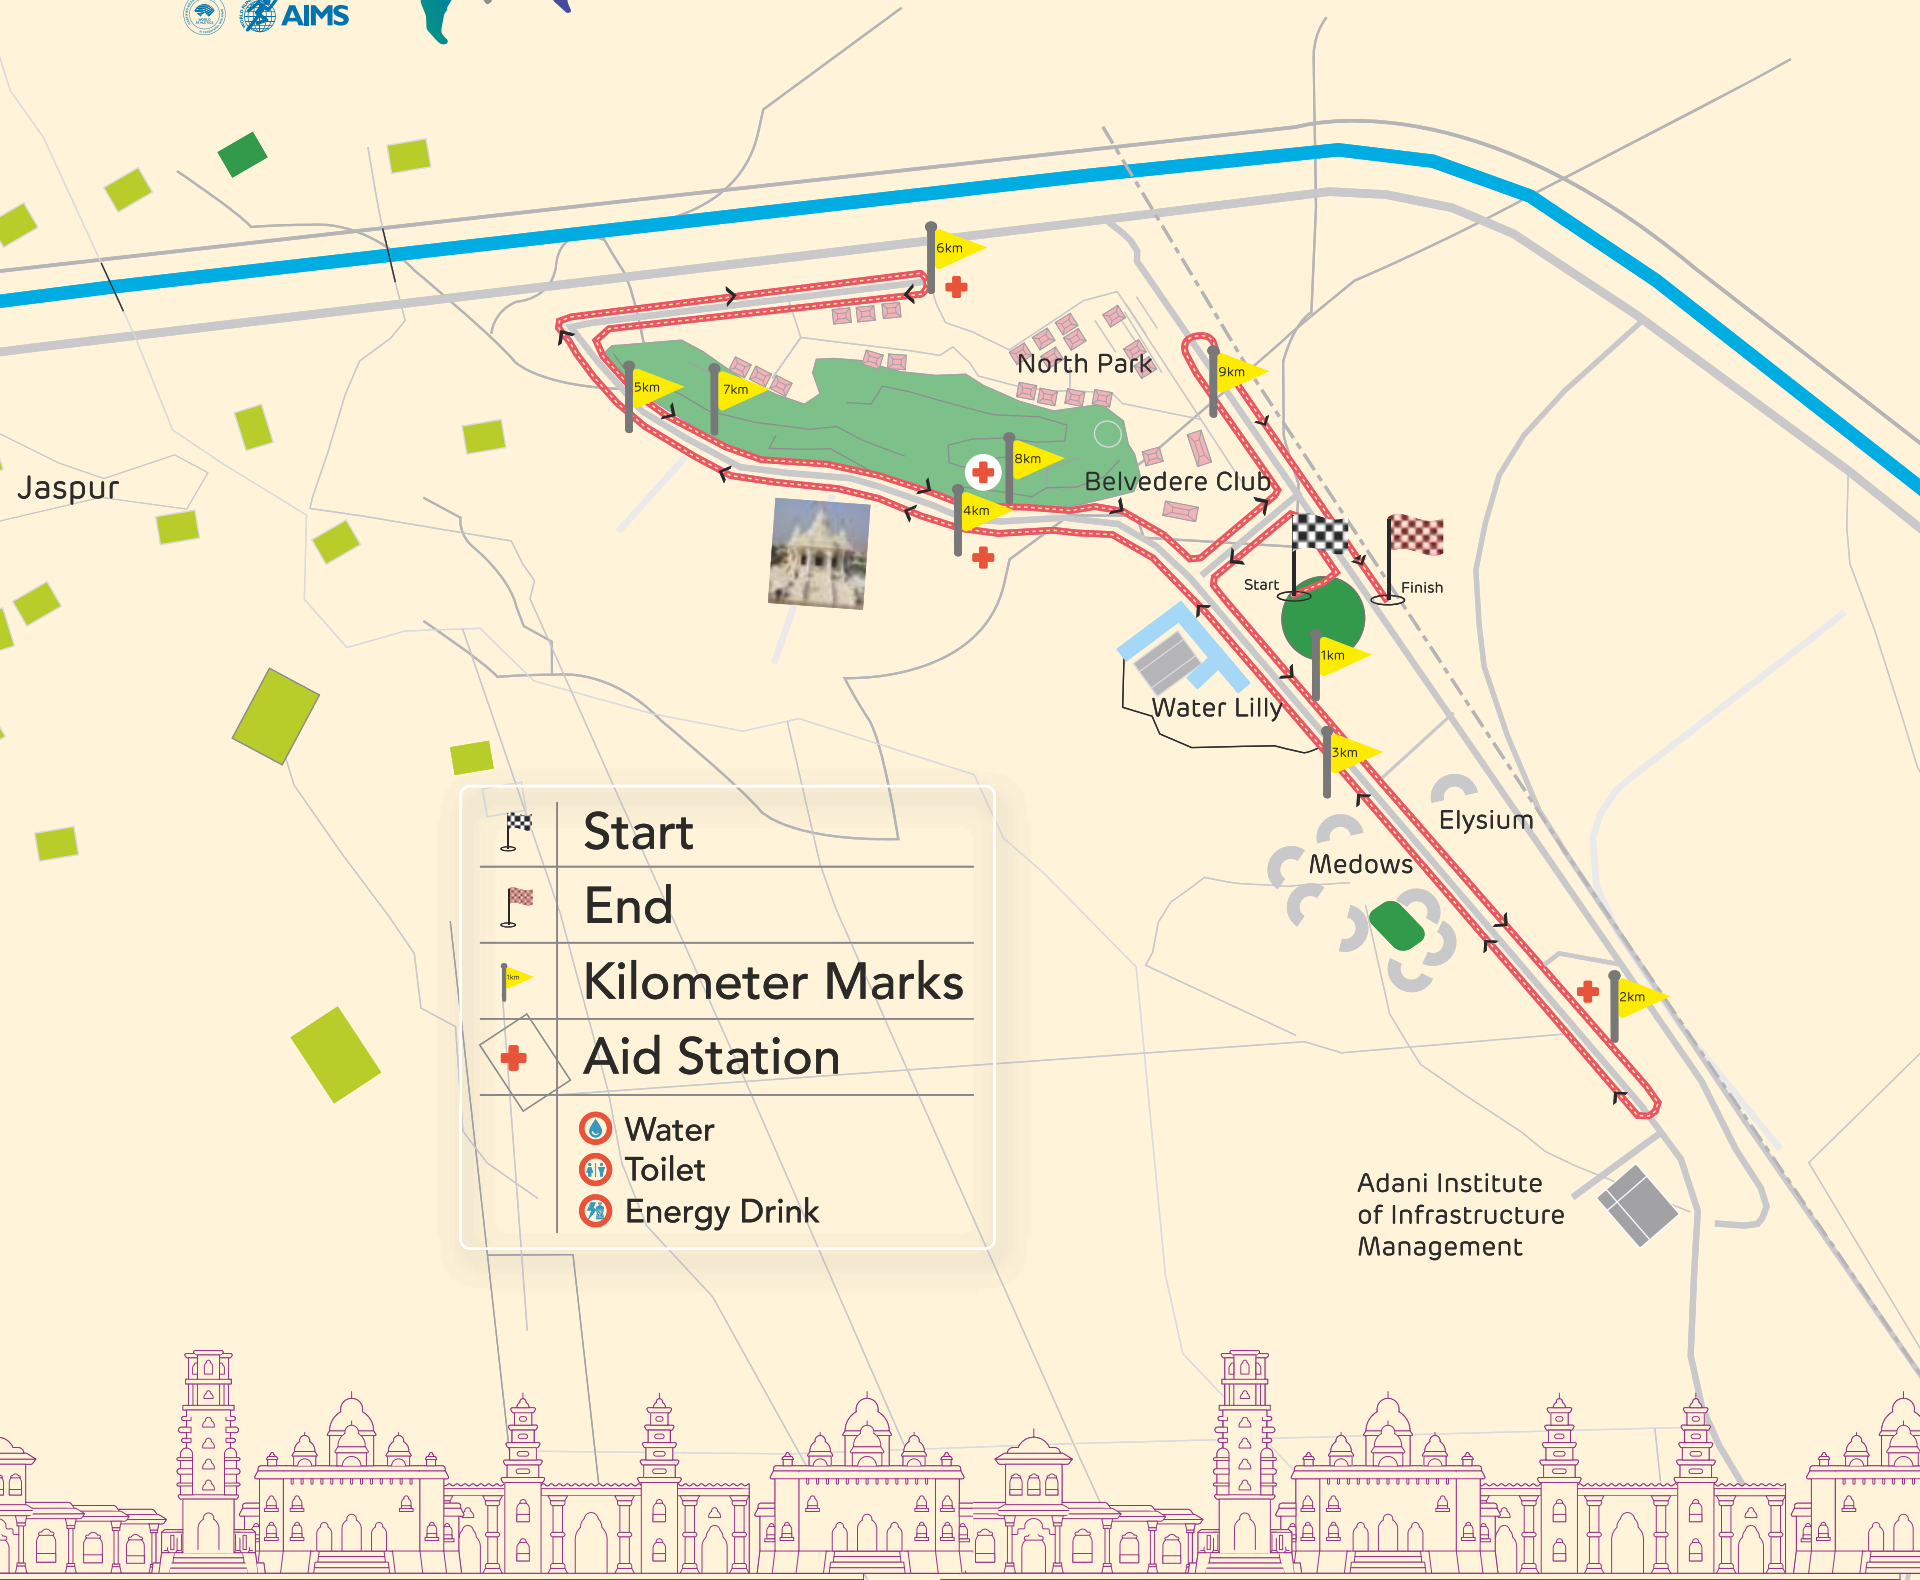 AIMS
6km
North Park
5km
7km
9km
8km
Belvedere Club
Jaspur
4km
Start
Finish
1km
Water Lilly
3km
Elysium
Medows
2km
Start
End
Kilometer Marks
1km
Aid Station
Water
Toilet
Energy Drink
Adani Institute
of Infrastructure
Management